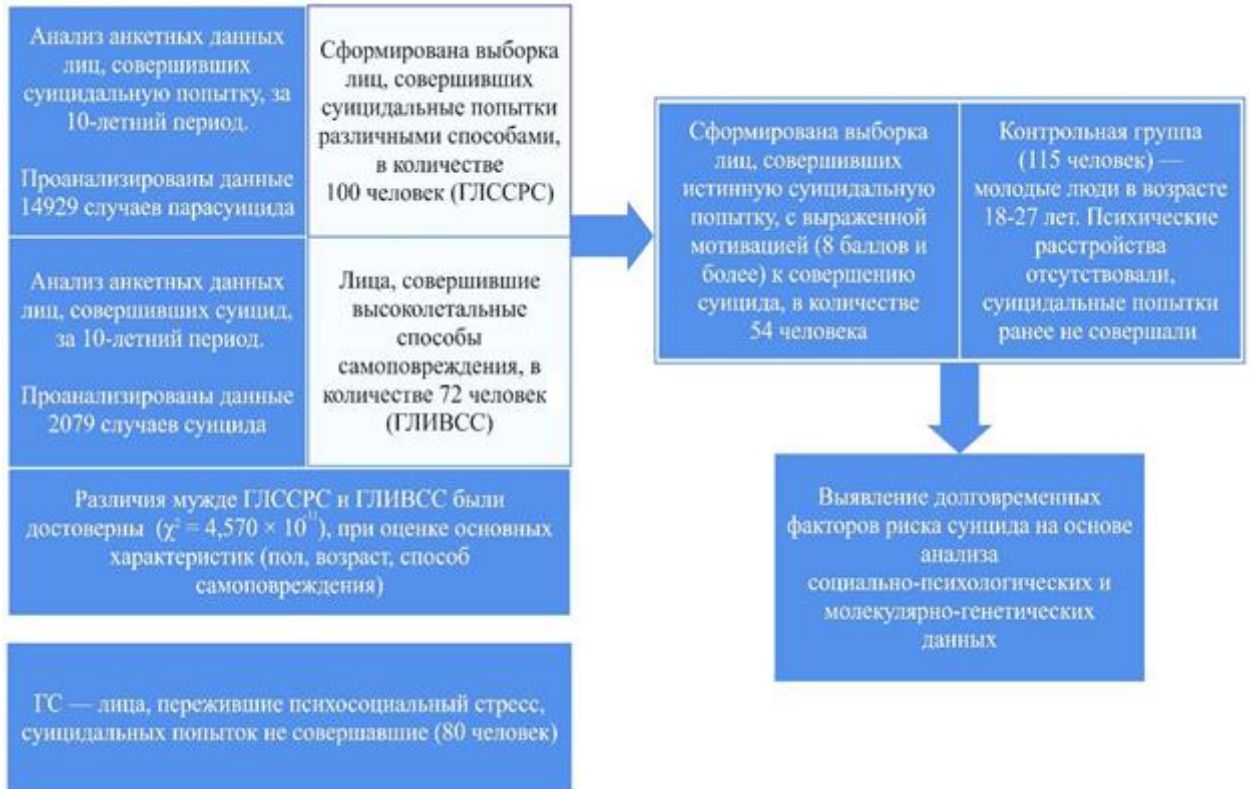 Анализ анкетных данных
лиц, совершивших
суицидальную попытку, за
10-летний период.
Проанализированы данные
14929 случаев парасуицида
Сформирована выборка
лиц, совершивших
суицидальные попытки
различными способами,
в количестве
100 человек (ГЛССРС)
Анализ анкетных данных
лиц, совершивших суицид,
за 10-летний период.
Проанализированы данные
2079 случаев суицида
Лица, совершившие
высоколетальные
способы
самоповреждения, в
количестве 72 человек
(ГЛИВСС)
Различия мужде ГЛССРС и ГЛИВСС были
достоверны (χ² = 4,570 × 10
), при оценке основных
характеристик (пол, возраст, способ
самоповреждения)
ГС — лица, пережившие психосоциальный стресс,
суицидальных попыток не совершавшие (80 человек)
Сформирована выборка
лиц, совершивших
истинную суицидальную
попытку, с выраженной
мотивацией (8 баллов и
более) к совершению
суицида, в количестве
54 человека
Контрольная группа
(115 человек) —
молодые люди в возрасте
18-27 лет. Психические
расстройства
отсутствовали,
суицидальные попытки
ранее не совершали
Выявление долговременных
факторов риска суицида на основе
анализа
социально-психологических и
молекулярно-генетических
данных